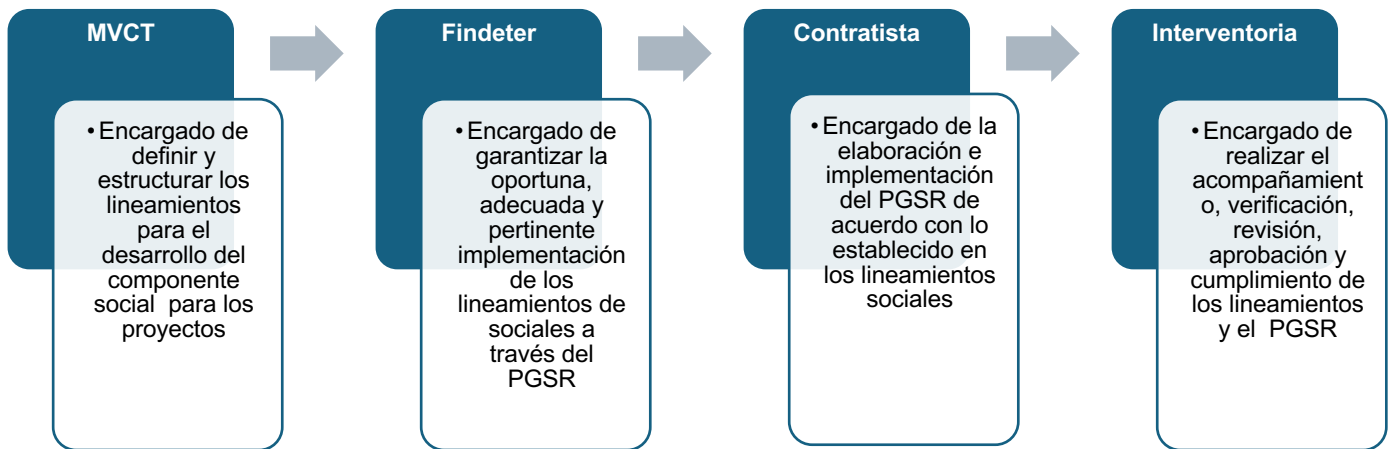 MVCT
• Encargado de
definir y
estructurar los
lineamientos
para el
desarrollo del
componente
social para los
proyectos
Findeter
• Encargado de
garantizar la
oportuna,
adecuada y
pertinente
implementación
de los
lineamientos de
sociales a
través del
PGSR
Contratista
• Encargado de la
elaboración e
implementación
del PGSR de
acuerdo con lo
establecido en
los lineamientos
sociales
Interventoria
• Encargado de
realizar el
acompañamient
o, verificación,
revisión,
aprobación y
cumplimiento de
los lineamientos
y el PGSR